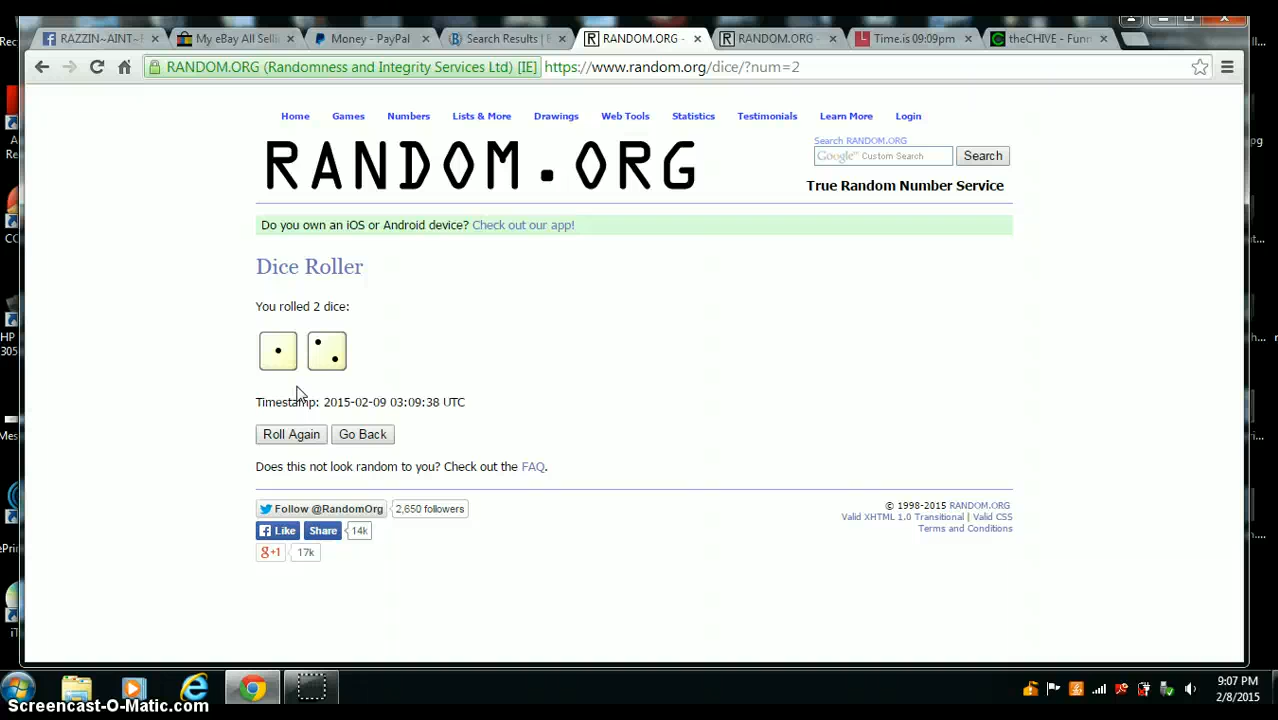 RAZZIN~AINT~
My eBay All Selli
Money - PayPal
Search Results |
RANDOM.ORG -
RANDOM.ORG -
Time.is 09:09pm
theCHIVE - Funn
RANDOM.ORG (Randomness and Integrity Services Ltd) [IE]
https://www.random.org/dice/?num=2
Home Games Numbers Lists & More Drawings Web Tools Statistics Testimonials Learn More Login
RANDOM.ORG
Search RANDOM.ORG
Google™ Custom Search
Search
True Random Number Service
Do you own an iOS or Android device? Check out our app!
Dice Roller
You rolled 2 dice:
Timestamp: 2015-02-09 03:09:38 UTC
Roll Again Go Back
Does this not look random to you? Check out the FAQ.
Follow @RandomOrg 2,650 followers
Like Share 14k
g+1 17k
© 1998-2015 RANDOM.ORG
Valid XHTML 1.0 Transitional | Valid CSS
Terms and Conditions
HP
305
9:07 PM
2/8/2015
Screencast-O-Matic.com